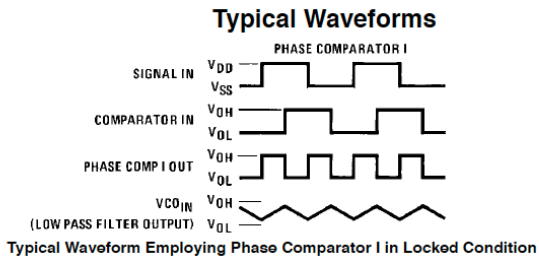 Typical Waveforms
PHASE COMPARATOR I
SIGNAL IN VDD
VSS
COMPARATOR IN VOH
VOL
PHASE COMP I OUT VOH
VOL
VCOIN VOH
(LOW PASS FILTER OUTPUT) VOL
Typical Waveform Employing Phase Comparator I in Locked Condition